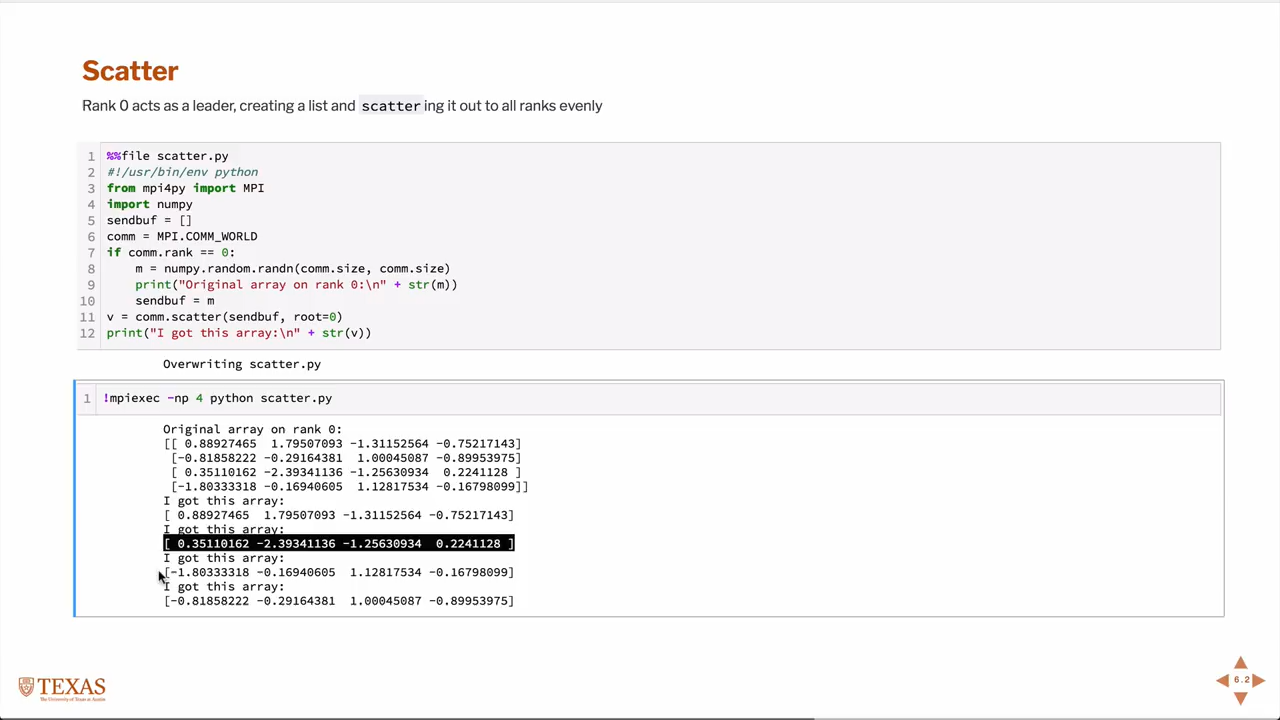 Scatter
Rank 0 acts as a leader, creating a list and scattering it out to all ranks evenly
1 %%file scatter.py
2 #!/usr/bin/env python
3 from mpi4py import MPI
4 import numpy
5 sendbuf = []
6 comm = MPI.COMM_WORLD
7 if comm.rank == 0:
8     m = numpy.random.randn(comm.size, comm.size)
9     print("Original array on rank 0:\n" + str(m))
10     sendbuf = m
11 v = comm.scatter(sendbuf, root=0)
12 print("I got this array:\n" + str(v))
Overwriting scatter.py
1 !mpiexec -np 4 python scatter.py
Original array on rank 0:
[[ 0.88927465  1.79507093 -1.31152564 -0.75217143]
 [-0.81858222 -0.29164381  1.00045087 -0.89953975]
 [ 0.35110162 -2.39341136 -1.25630934  0.2241128 ]
 [-1.80333318 -0.16940605  1.12817534 -0.16798099]]
I got this array:
[ 0.88927465  1.79507093 -1.31152564 -0.75217143]
I got this array:
[ 0.35110162 -2.39341136 -1.25630934  0.2241128 ]
I got this array:
[-1.80333318 -0.16940605  1.12817534 -0.16798099]
I got this array:
[-0.81858222 -0.29164381  1.00045087 -0.89953975]
TEXAS
The University of Texas at Austin
6.2